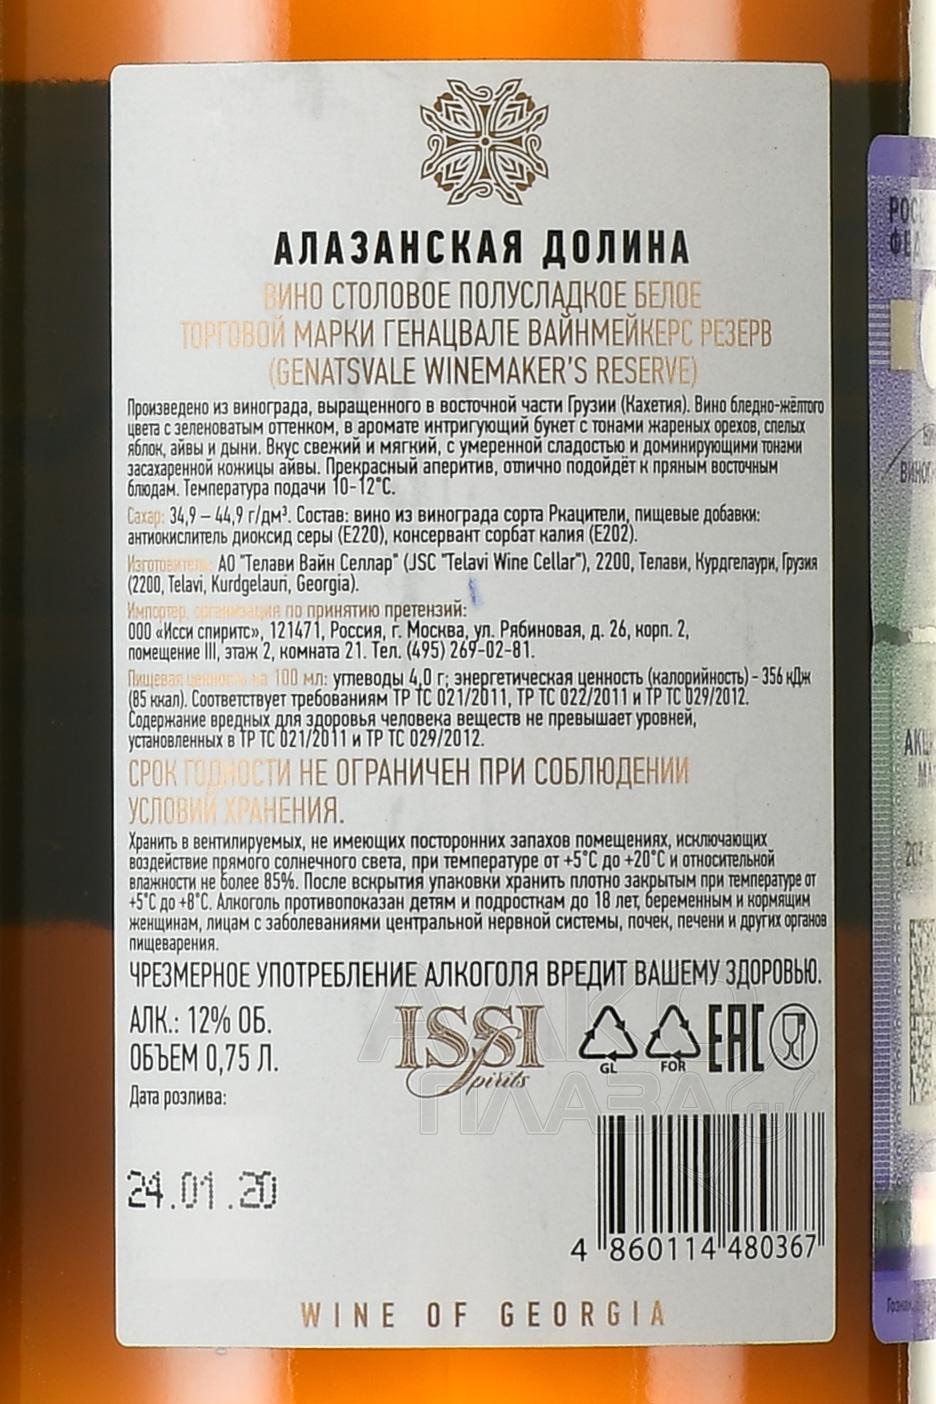 АЛАЗАНСКАЯ ДОЛИНА
ВИНО СТОЛОВОЕ ПОЛУСЛАДКОЕ БЕЛОЕ
ТОРГОВОЙ МАРКИ ГЕНАЦВАЛЕ ВАЙНМЕЙКЕРС РЕЗЕРВ
(GENATSVALE WINEMAKER'S RESERVE)
Произведено из винограда, выращенного в восточной части Грузии (Кахетия). Вино бледно-жёлтого
цвета с зеленоватым оттенком, в аромате интригующий букет с тонами жареных орехов, спелых
яблок, айвы и дыни. Вкус свежий и мягкий, с умеренной сладостью и доминирующими тонами
засахаренной кожицы айвы. Прекрасный аперитив, отлично подойдёт к пряным восточным
блюдам. Температура подачи 10-12°С.
Сахар: 34,9 – 44,9 г/дм³. Состав: вино из винограда сорта Ркацители, пищевые добавки:
антиокислитель диоксид серы (Е220), консервант сорбат калия (Е202).
Изготовитель: АО "Телави Вайн Селлар" (JSC "Telavi Wine Cellar"), 2200, Телави, Курдгелаури, Грузия
(2200, Telavi, Kurdgelauri, Georgia).
Импортер, организация по принятию претензий:
ООО «Исси спиритс», 121471, Россия, г. Москва, ул. Рябиновая, д. 26, корп. 2,
помещение III, этаж 2, комната 21. Тел. (495) 269-02-81.
Пищевая ценность на 100 мл: углеводы 4,0 г; энергетическая ценность (калорийность) - 356 кДж
(85 ккал). Соответствует требованиям ТР ТС 021/2011, ТР ТС 022/2011 и ТР ТС 029/2012.
Содержание вредных для здоровья человека веществ не превышает уровней,
установленных в ТР ТС 021/2011 и ТР ТС 029/2012.
СРОК ГОДНОСТИ НЕ ОГРАНИЧЕН ПРИ СОБЛЮДЕНИИ
УСЛОВИЙ ХРАНЕНИЯ.
Хранить в вентилируемых, не имеющих посторонних запахов помещениях, исключающих
воздействие прямого солнечного света, при температуре от +5°С до +20°С и относительной
влажности не более 85%. После вскрытия упаковки хранить плотно закрытым при температуре от
+5°С до +8°С. Алкоголь противопоказан детям и подросткам до 18 лет, беременным и кормящим
женщинам, лицам с заболеваниями центральной нервной системы, почек, печени и других органов
пищеварения.
ЧРЕЗМЕРНОЕ УПОТРЕБЛЕНИЕ АЛКОГОЛЯ ВРЕДИТ ВАШЕМУ ЗДОРОВЬЮ.
АЛК.: 12% ОБ.
ОБЪЕМ 0,75 Л.
Дата розлива:
24.01.20
ISSI
Spirits
GL
FOR
EAC
АЛКО
ПЛАЗА.ру
4 860114 480367
WINE OF GEORGIA